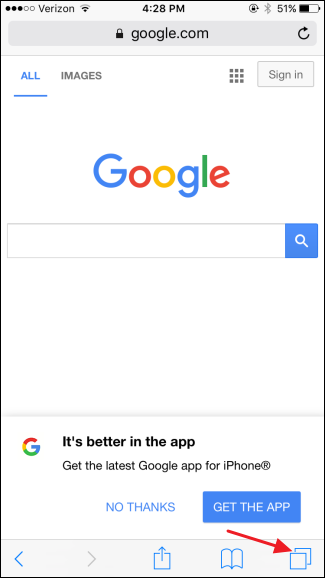 Verizon 4:28 PM 51%
google.com
ALL IMAGES Sign in
Google
G
It's better in the app
Get the latest Google app for iPhone®
NO THANKS GET THE APP